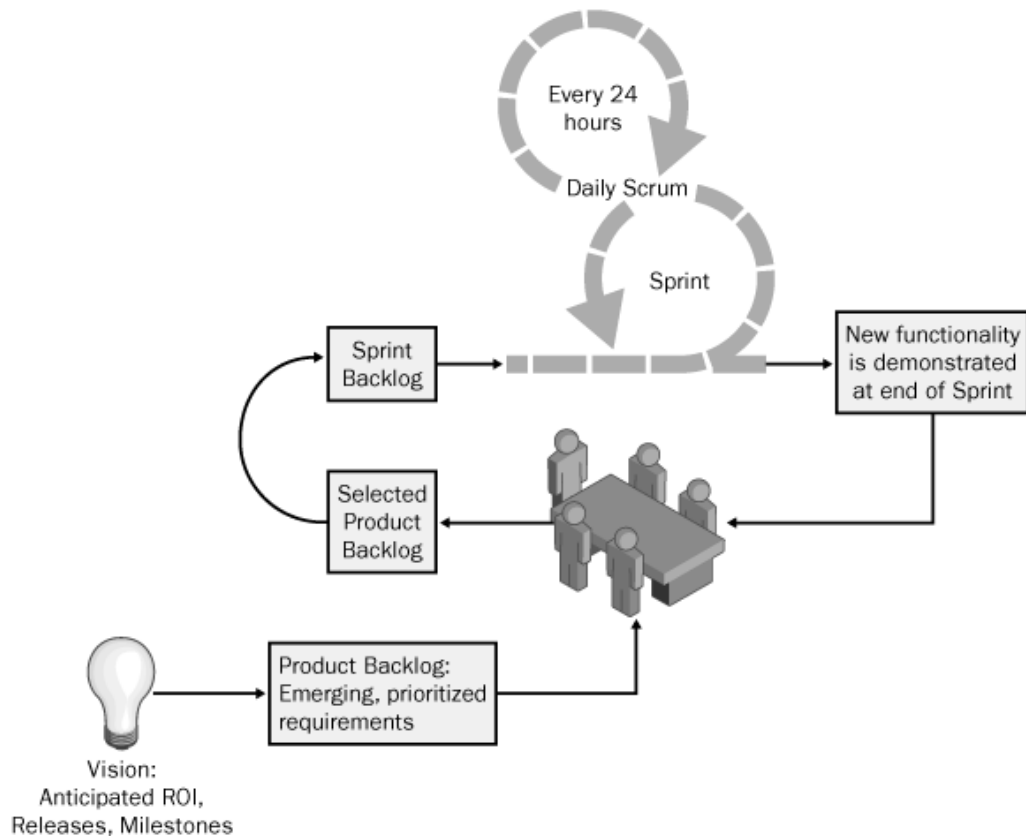 Every 24
hours
Daily Scrum
Sprint
Sprint
Backlog
New functionality
is demonstrated
at end of Sprint
Selected
Product
Backlog
Product Backlog:
Emerging, prioritized
requirements
Vision:
Anticipated ROI,
Releases, Milestones